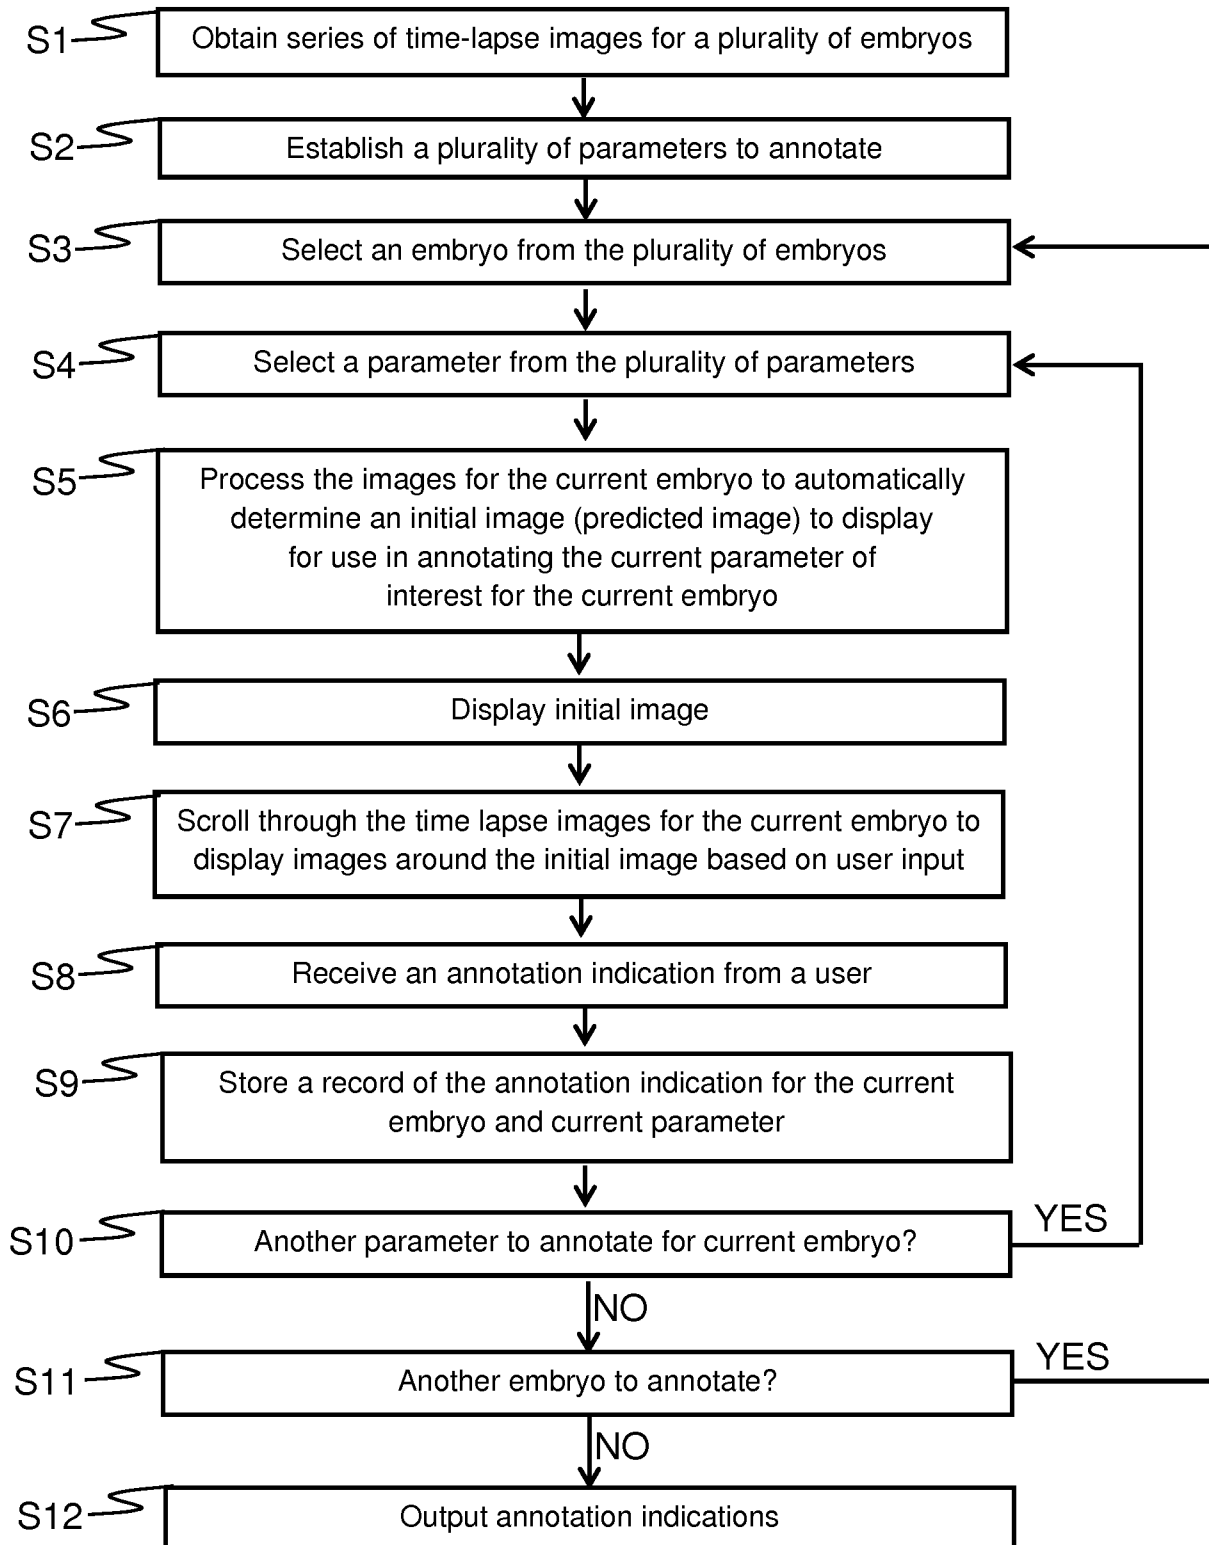 S1
Obtain series of time-lapse images for a plurality of embryos
S2
Establish a plurality of parameters to annotate
S3
Select an embryo from the plurality of embryos
S4
Select a parameter from the plurality of parameters
S5
Process the images for the current embryo to automatically
determine an initial image (predicted image) to display
for use in annotating the current parameter of
interest for the current embryo
S6
Display initial image
S7
Scroll through the time lapse images for the current embryo to
display images around the initial image based on user input
S8
Receive an annotation indication from a user
S9
Store a record of the annotation indication for the current
embryo and current parameter
S10
Another parameter to annotate for current embryo?
YES
NO
S11
Another embryo to annotate?
YES
NO
S12
Output annotation indications